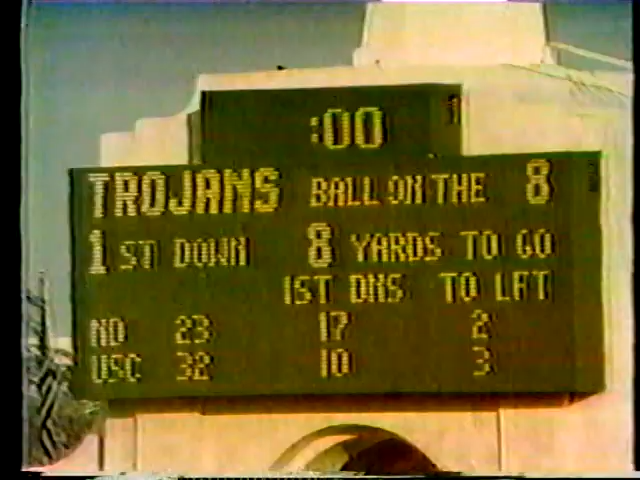 :00
TROJANS BALL ON THE 8
1 ST DOWN 8 YARDS TO GO
1ST DNS TO LFT
ND 23 17 2
USC 32 10 3